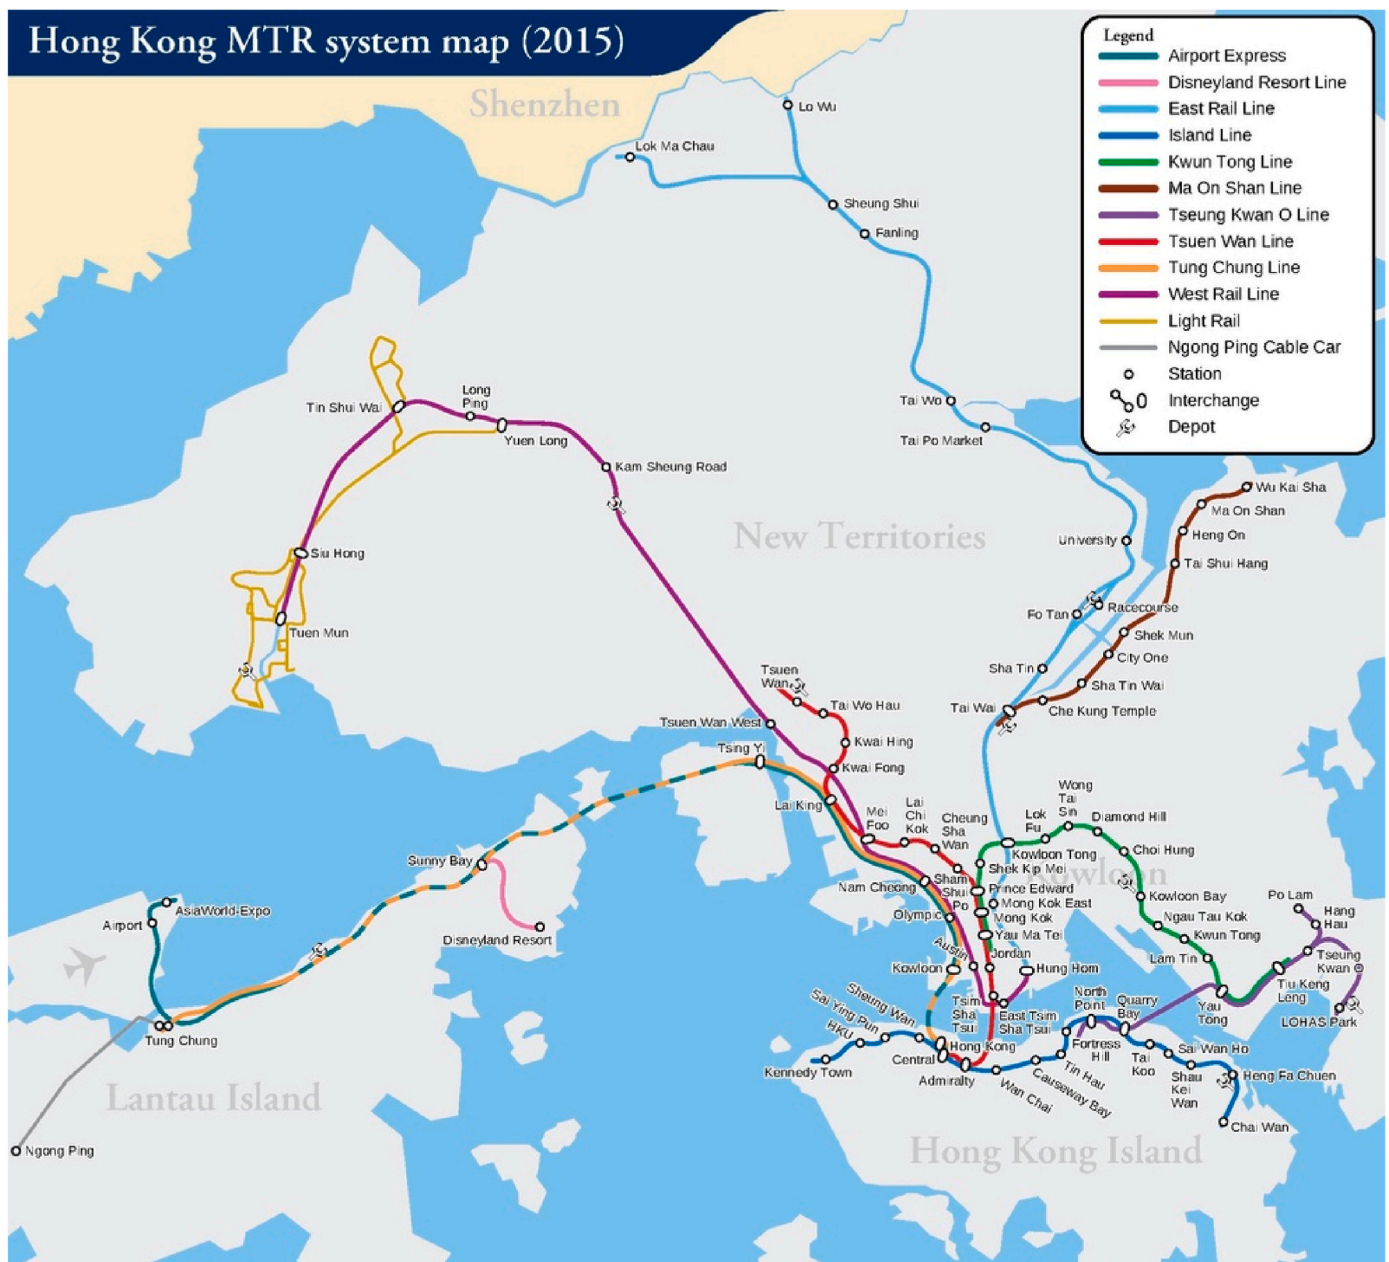 Hong Kong MTR system map (2015)
Legend
Airport Express
Disneyland Resort Line
East Rail Line
Island Line
Kwun Tong Line
Ma On Shan Line
Tseung Kwan O Line
Tsuen Wan Line
Tung Chung Line
West Rail Line
Light Rail
Ngong Ping Cable Car
Station
Interchange
Depot
Shenzhen
Lo Wu
Lok Ma Chau
Sheung Shui
Fanling
Tai Wo
Tai Po Market
Long
Ping
Tin Shui Wai
Yuen Long
Kam Sheung Road
New Territories
Siu Hong
Tuen Mun
University
Fo Tan
Racecourse
Sha Tin
Tai Wai
Wu Kai Sha
Ma On Shan
Heng On
Tai Shui Hang
Shek Mun
City One
Sha Tin Wai
Che Kung Temple
Tsuen
Wan
Tai Wo Hau
Tsuen Wan West
Kwai Hing
Tsing Yi
Kwai Fong
Lai King
Mei
Foo
Lai
Chi
Kok
Cheung
Sha
Wan
Lok
Fu
Wong
Tai
Sin
Diamond Hill
Choi Hung
Kowloon Tong
Shek Kip Mei
Kowloon
Sunny Bay
Disneyland Resort
AsiaWorld-Expo
Airport
Tung Chung
Lantau Island
Ngong Ping
Nam Cheong
Sham
Shui
Po
Prince Edward
Mong Kok East
Mong Kok
Olympic
Yau Ma Tei
Austin
Jordan
Kowloon
Hung Hom
Kowloon Bay
Ngau Tau Kok
Kwun Tong
Lam Tin
Po Lam
Hang
Hau
Tseung
Kwan
Tiu Keng
Leng
Yau
Tong
LOHAS Park
Tsim
Sha
Tsui
East Tsim
Sha Tsui
North
Point
Quarry
Bay
Sheung Wan
Sai Ying Pun
HKU
Kennedy Town
Central
Hong Kong
Admiralty
Wan Chai
Causeway Bay
Tin Hau
Fortress
Hill
Tai
Koo
Sai Wan Ho
Shau
Kei
Wan
Heng Fa Chuen
Chai Wan
Hong Kong Island